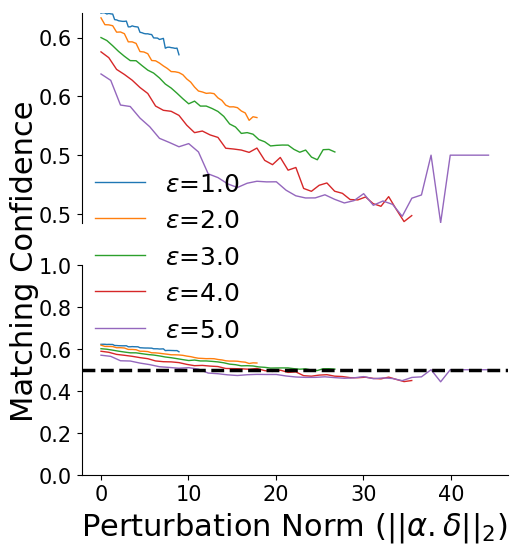 0.6
0.6
0.5
0.5
Matching Confidence
ε=1.0
ε=2.0
ε=3.0
ε=4.0
ε=5.0
1.0
0.8
0.6
0.4
0.2
0.0
0 10 20 30 40
Perturbation Norm (||α.δ||₂)